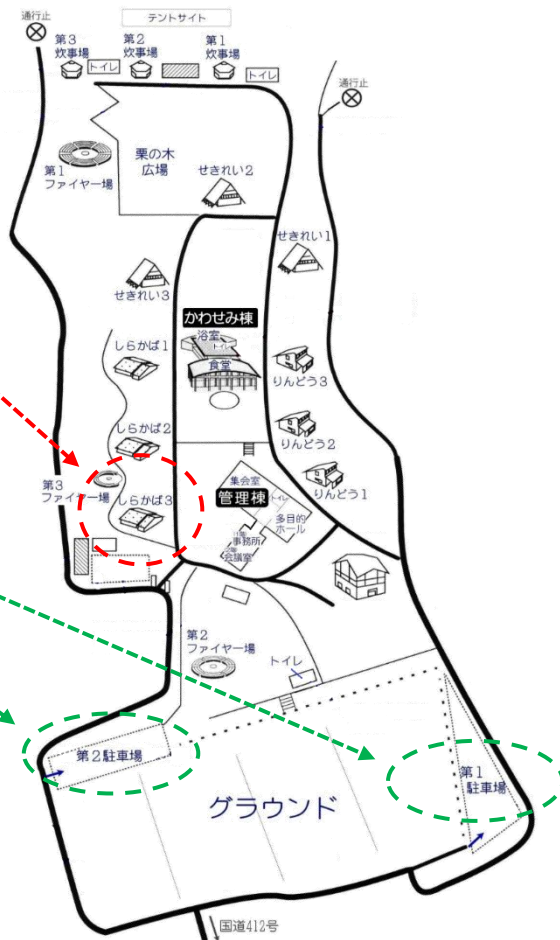 通行止
テントサイト
第3
炊事場
トイレ
第2
炊事場
第1
炊事場
トイレ
通行止
第1
ファイヤー場
栗の木
広場
せきれい2
せきれい1
せきれい3
かわせみ棟
浴室
トイレ
食堂
しらかば1
りんどう3
しらかば2
りんどう2
第3
ファイヤー場
しらかば3
集会室
トイレ
管理棟
りんどう1
多目的
ホール
1階
事務所
2階
会議室
第2
ファイヤー場
トイレ
第2駐車場
第1
駐車場
グラウンド
国道412号